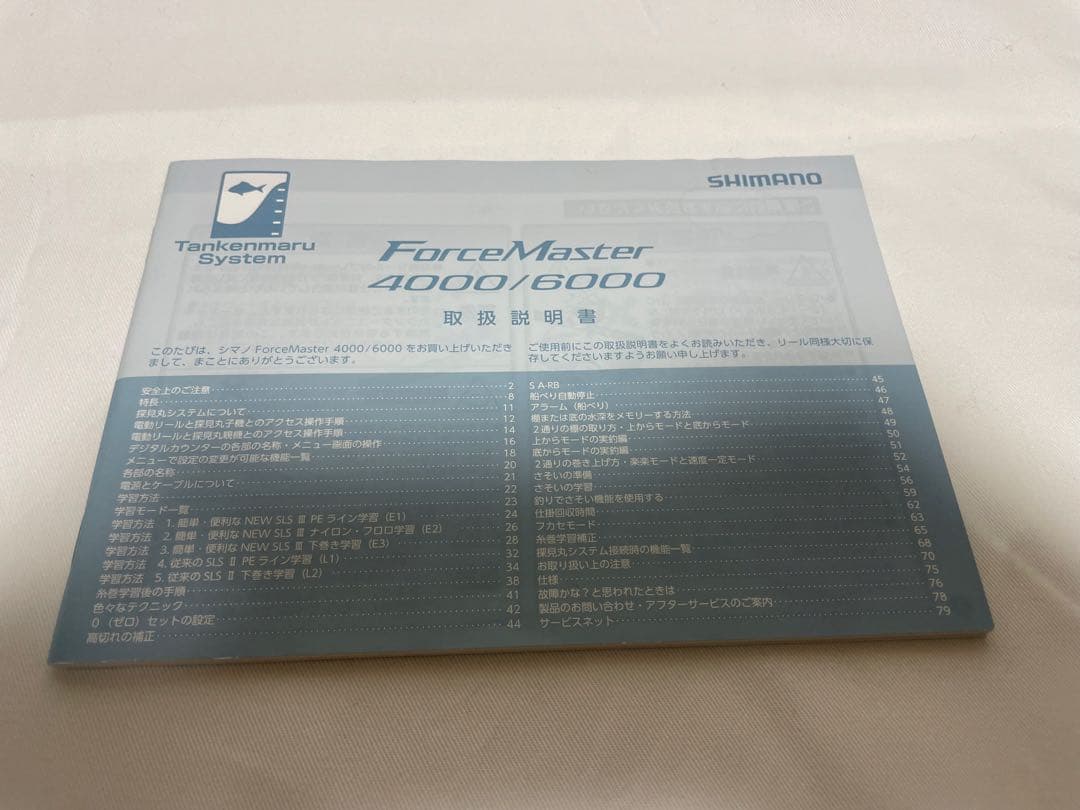 SHIMANO
Tankenmaru
System
ForceMaster
4000/6000
取扱説明書
このたびは、シマノ ForceMaster 4000/6000 をお買い上げいただき
まして、まことにありがとうございます。
ご使用前にこの取扱説明書をよくお読みいただき、リール同様大切に保
存してくださいますようお願い申し上げます。
安全上のご注意 2
特長 8
探見丸システムについて 11
電動リールと探見丸子機とのアクセス操作手順 12
電動リールと探見丸親機とのアクセス操作手順 14
デジタルカウンターの各部の名称・メニュー画面の操作 16
メニューで設定の変更が可能な機能一覧 18
各部の名称 20
電源とケーブルについて 21
学習方法 22
学習モード一覧 23
学習方法 1. 簡単・便利な NEW SLS Ⅲ PE ライン学習（E1） 24
学習方法 2. 簡単・便利な NEW SLS Ⅲ ナイロン・フロロ学習（E2） 26
学習方法 3. 簡単・便利な NEW SLS Ⅲ 下巻き学習（E3） 28
学習方法 4. 従来の SLS Ⅱ PE ライン学習（L1） 32
学習方法 5. 従来の SLS Ⅱ 下巻き学習（L2） 34
糸巻学習後の手順 38
色々なテクニック 41
0（ゼロ）セットの設定 42
高切れの補正 44
S A-RB 45
船べり自動停止 46
アラーム（船べり） 47
棚または底の水深をメモリーする方法 48
2通りの棚の取り方・上からモードと底からモード 49
上からモードの実釣編 50
底からモードの実釣編 51
2通りの巻き上げ方・楽楽モードと速度一定モード 52
さそいの準備 54
さそいの学習 56
釣りでさそい機能を使用する 59
仕掛回収時間 62
フカセモード 63
糸巻学習補正 65
探見丸システム接続時の機能一覧 68
お取り扱い上の注意 70
仕様 75
故障かな？と思われたときは 76
製品のお問い合わせ・アフターサービスのご案内 78
サービスネット 79